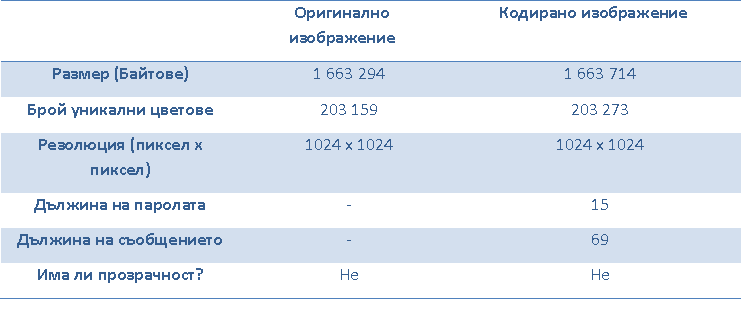 Оригинално Кодирано изображение
изображение
Размер (Байтове) 1 663 294 1 663 714
Брой уникални цветове 203 159 203 273
Резолюция (пиксел х 1024 x 1024 1024 x 1024
пиксел)
Дължина на паролата - 15
Дължина на съобщението - 69
Има ли прозрачност? Не Не